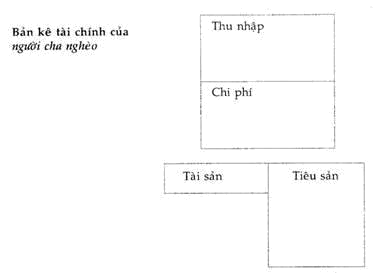 Bản kê tài chính của
người cha nghèo
Thu nhập
Chi phí
Tài sản
Tiêu sản